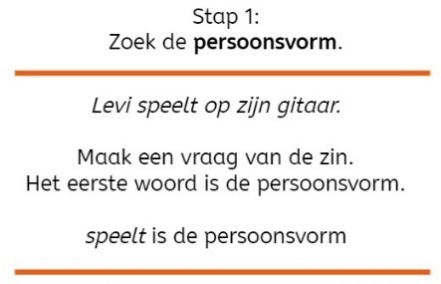 Stap 1:
Zoek de persoonsvorm.
Levi speelt op zijn gitaar.
Maak een vraag van de zin.
Het eerste woord is de persoonsvorm.
speelt is de persoonsvorm